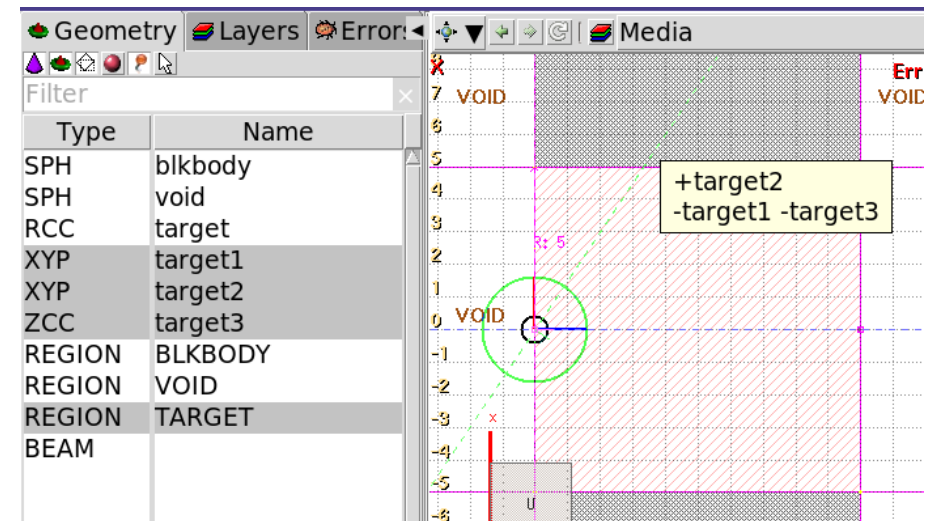 Geometry Layers Error: Media
Filter
Type Name
SPH blkbody
SPH void
RCC target
XYP target1
XYP target2
ZCC target3
REGION BLKBODY
REGION VOID
REGION TARGET
BEAM
X Err
7 VOID VOID
6
5
+target2
4
-target1 -target3
3
R: 5
2
1
0 VOID
-1
-2
-3
x
-4
-5
U
-6